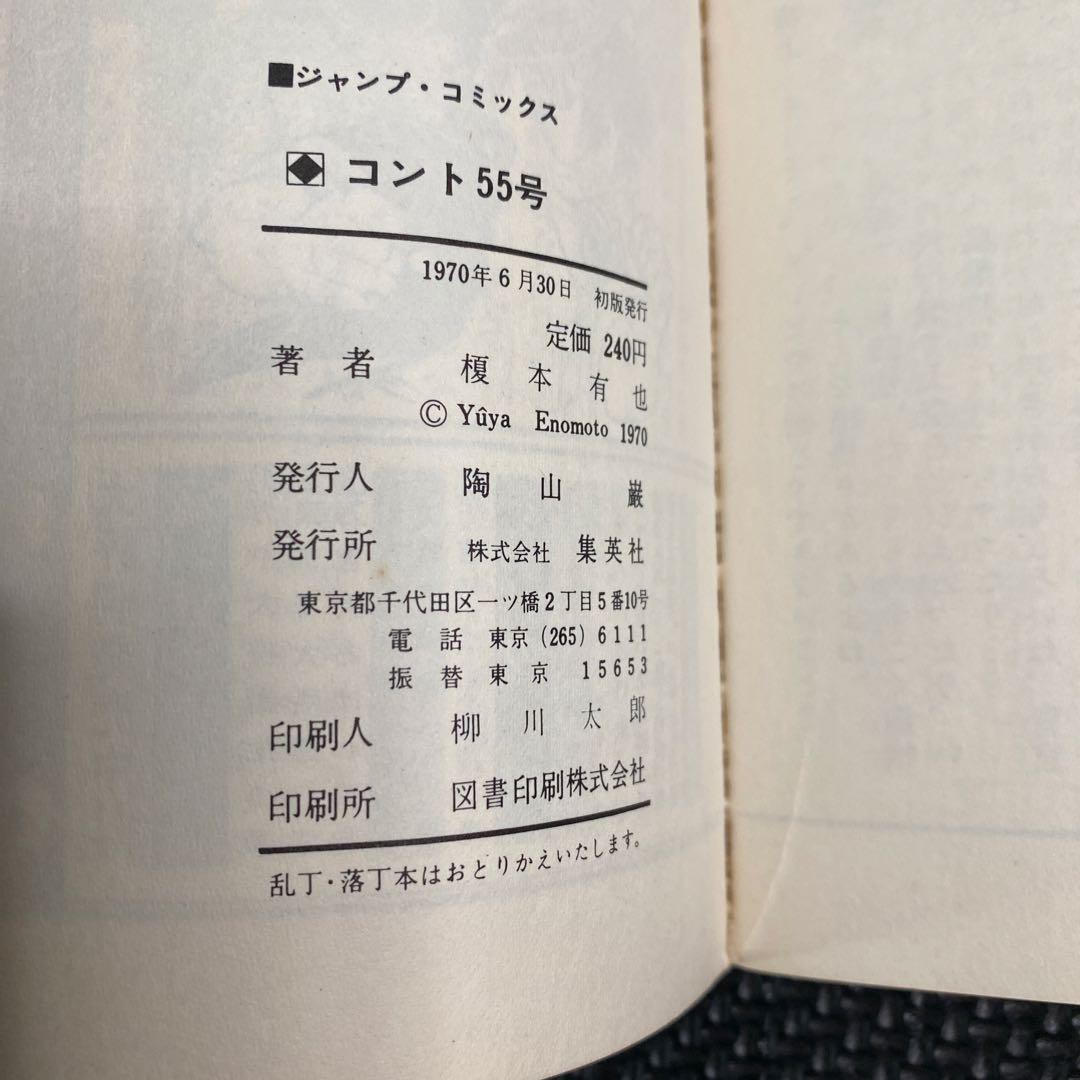 ■ジャンプ・コミックス
コント55号
1970年6月30日 初版発行
定価 240円
著者 榎本有也
© Yûya Enomoto 1970
発行人 陶山巌
発行所 株式会社 集英社
東京都千代田区一ツ橋2丁目5番10号
電話 東京(265)6111
振替東京 15653
印刷人 柳川太郎
印刷所 図書印刷株式会社
乱丁・落丁本はおとりかえいたします。